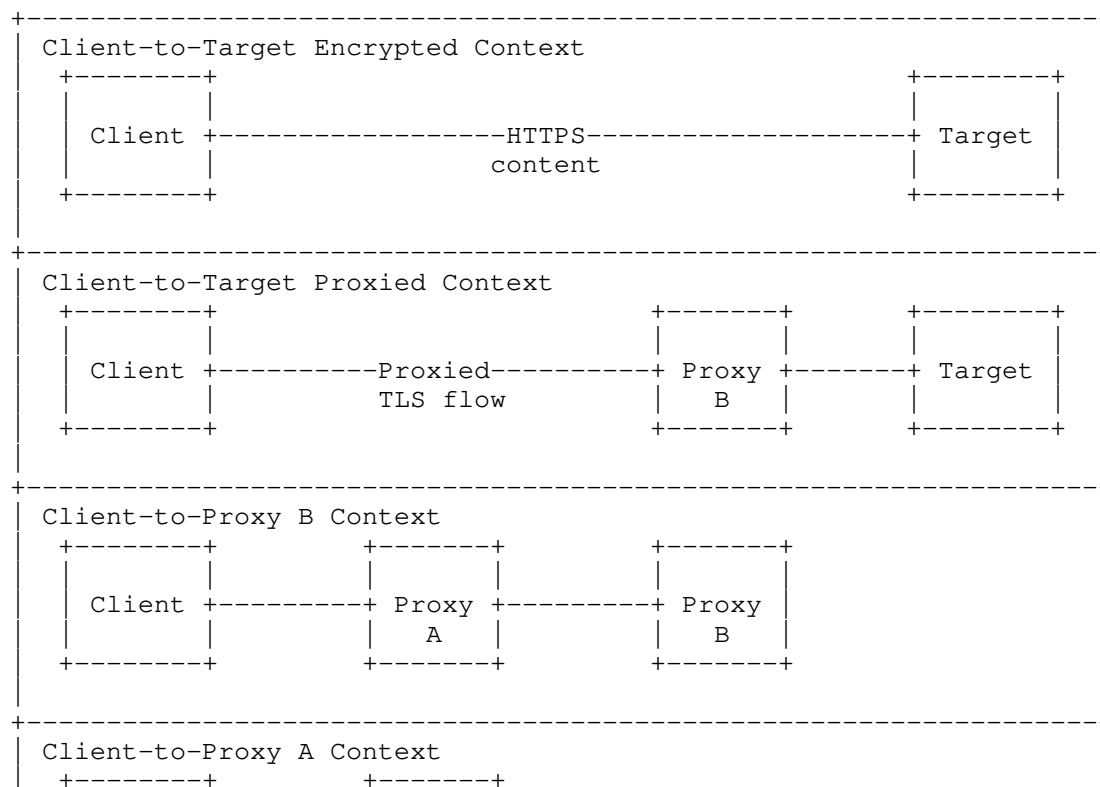 Client-to-Target Encrypted Context
Client HTTPS Target
content
Client-to-Target Proxied Context
Client Proxied Proxy Target
TLS flow B
Client-to-Proxy B Context
Client Proxy Proxy
A B
Client-to-Proxy A Context